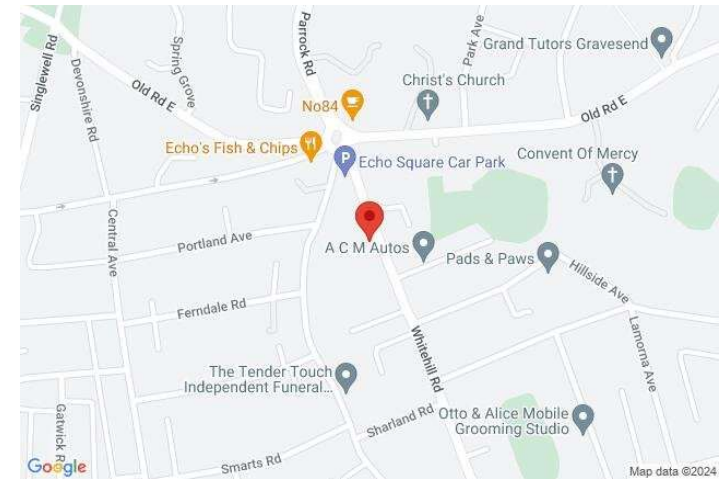 Singlewell Rd
Devonshire Rd
Spring Grove
Old Rd E
Parrock Rd
Park Ave
Grand Tutors Gravesend
Christ's Church
No84
Old Rd E
Echo's Fish & Chips
Echo Square Car Park
Convent Of Mercy
Central Ave
Portland Ave
A C M Autos
Pads & Paws
Hillside Ave
Ferndale Rd
Whitehill Rd
Lamorna Ave
The Tender Touch
Independent Funeral...
Gatwick R
Sharland Rd
Otto & Alice Mobile
Grooming Studio
Smarts Rd
Google
Map data ©2024